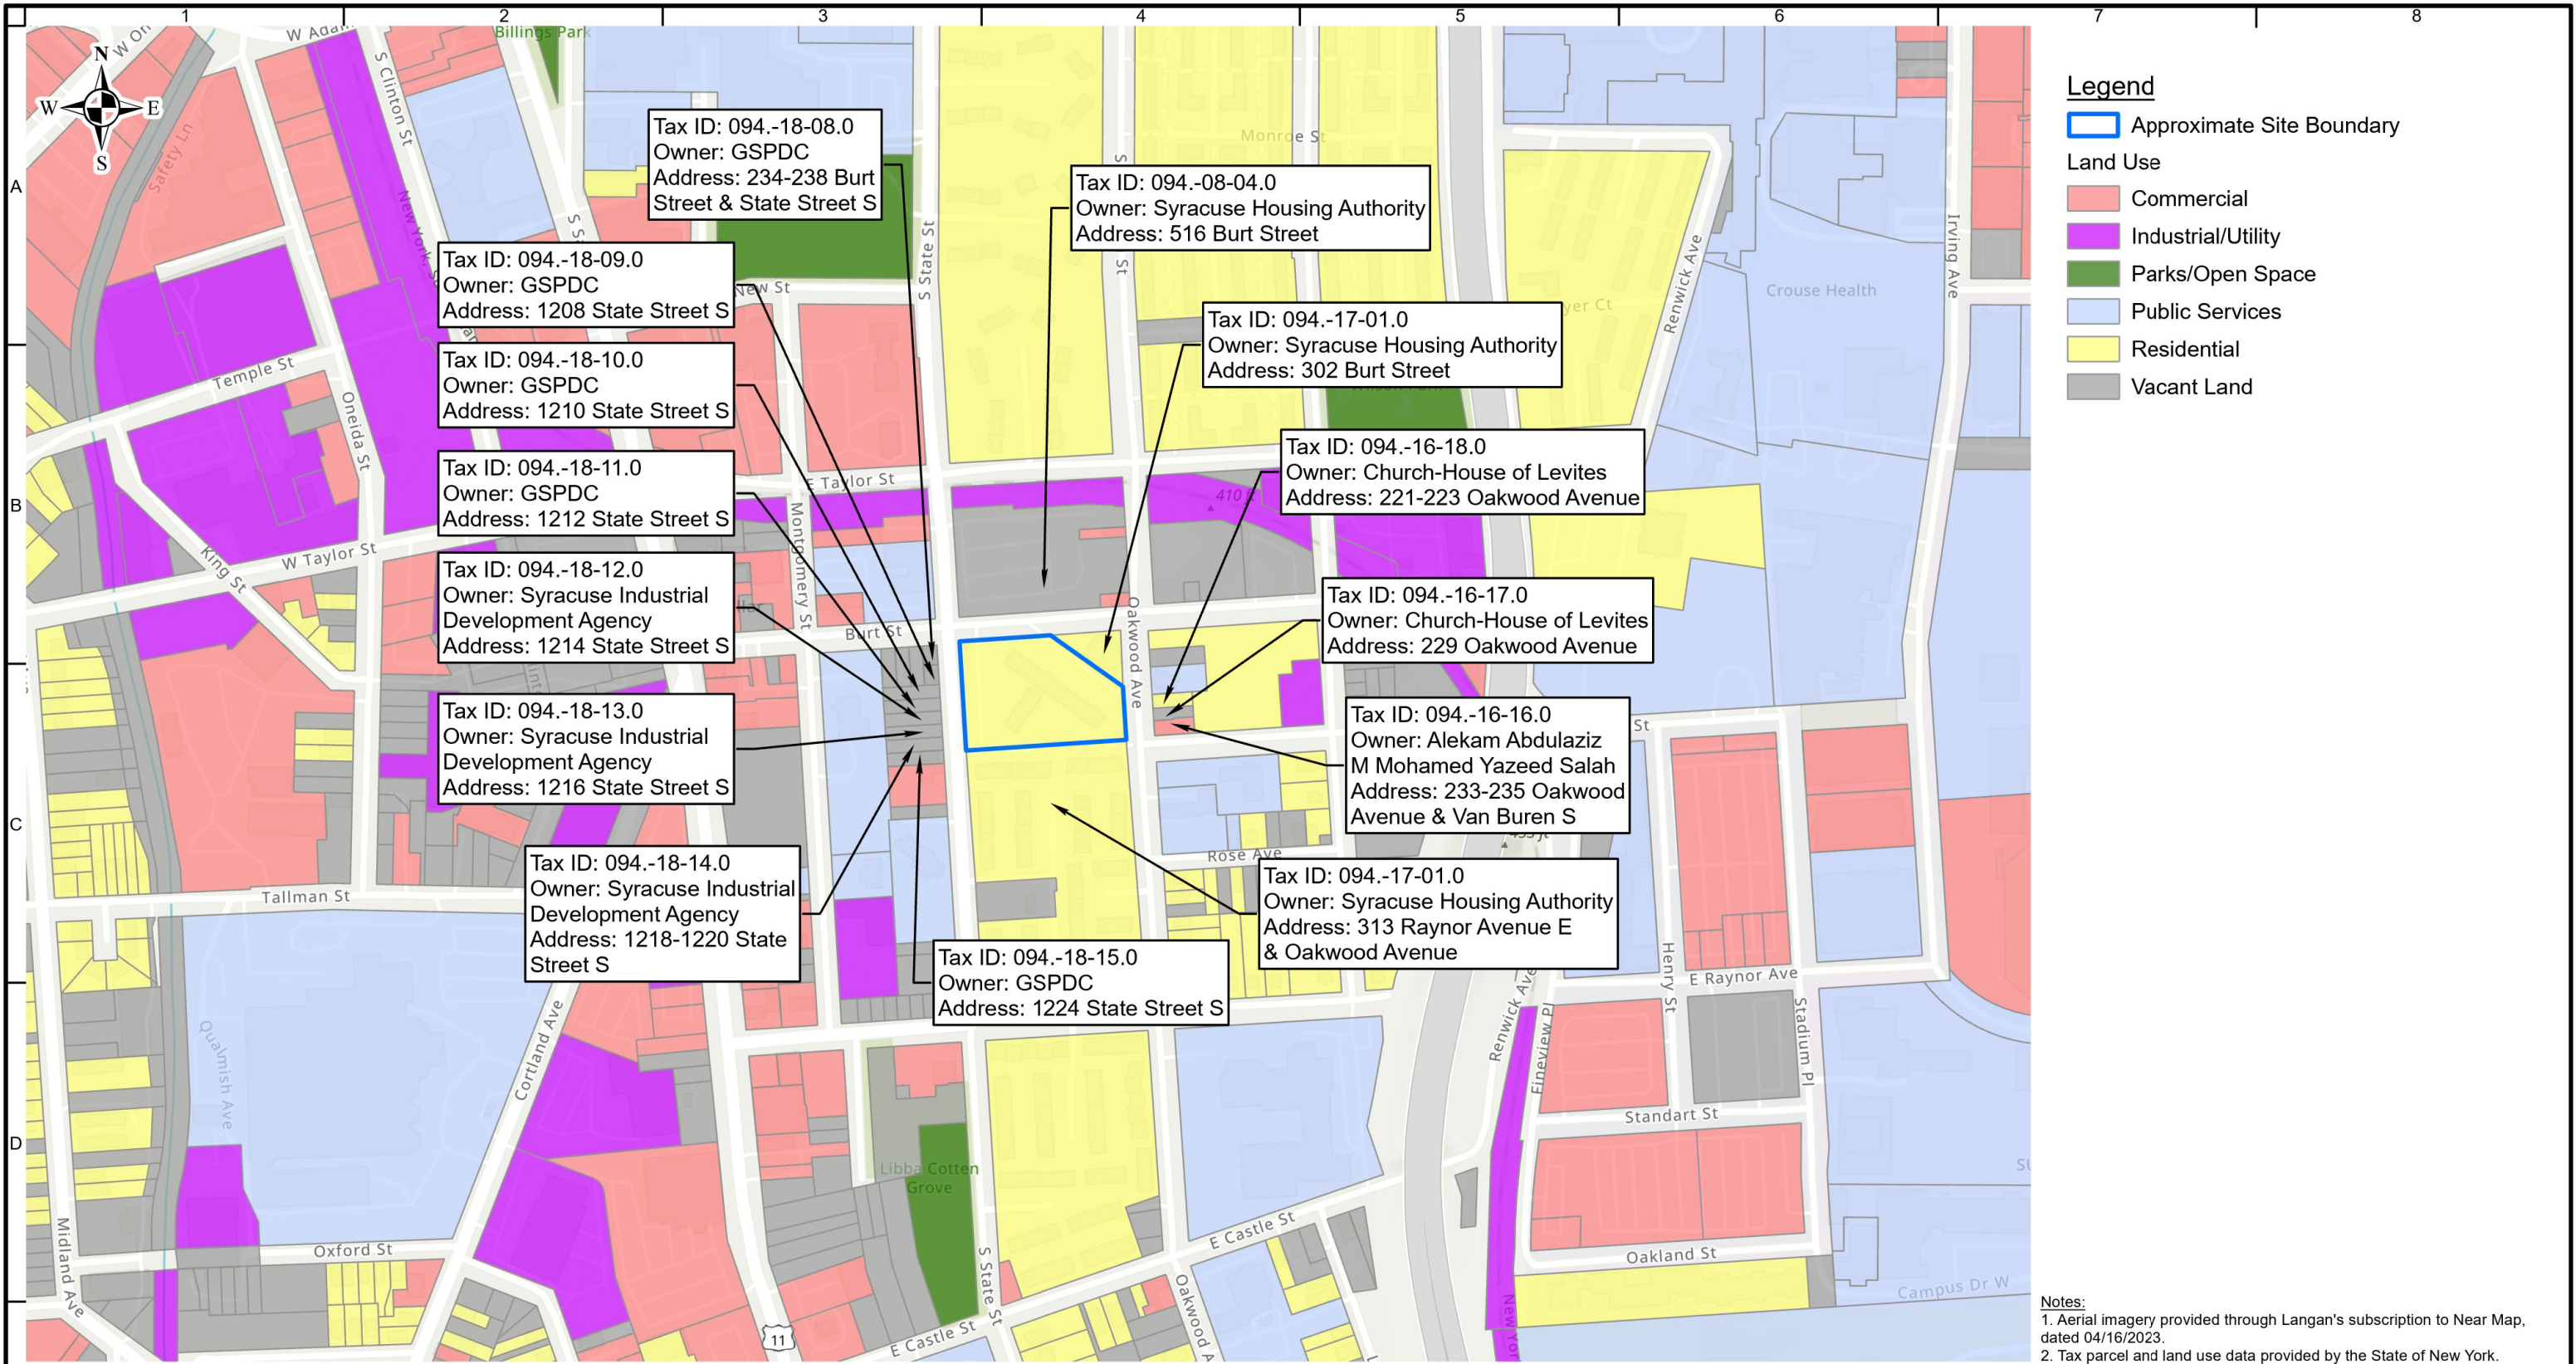 1 2 3 4 5 6 7 8
A
B
C
D
N
W E
S
W Adam
Billings Park
S Clinton St
Safety Ln
Monroe St
S State St
Renwick Ave
Irving Ave
Crouse Health
New St
Temple St
Oneida St
E Taylor St
410 ft
W Taylor St
King St
Montgomery St
Burt St
Oakwood Ave
St
Rose Ave
Tallman St
Henry St
E Raynor Ave
Stadium Pl
Renwick Ave
Fineview Pl
Cortland Ave
Qualmish Ave
Standart St
Libba Cotten
Grove
Midland Ave
Oxford St
E Castle St
Oakland St
Campus Dr W
S State St
E Castle St
11
Tax ID: 094.-18-08.0
Owner: GSPDC
Address: 234-238 Burt
Street & State Street S
Tax ID: 094.-08-04.0
Owner: Syracuse Housing Authority
Address: 516 Burt Street
Tax ID: 094.-18-09.0
Owner: GSPDC
Address: 1208 State Street S
Tax ID: 094.-17-01.0
Owner: Syracuse Housing Authority
Address: 302 Burt Street
Tax ID: 094.-18-10.0
Owner: GSPDC
Address: 1210 State Street S
Tax ID: 094.-16-18.0
Owner: Church-House of Levites
Address: 221-223 Oakwood Avenue
Tax ID: 094.-18-11.0
Owner: GSPDC
Address: 1212 State Street S
Tax ID: 094.-18-12.0
Owner: Syracuse Industrial
Development Agency
Address: 1214 State Street S
Tax ID: 094.-16-17.0
Owner: Church-House of Levites
Address: 229 Oakwood Avenue
Tax ID: 094.-18-13.0
Owner: Syracuse Industrial
Development Agency
Address: 1216 State Street S
Tax ID: 094.-16-16.0
Owner: Alekam Abdulaziz
M Mohamed Yazeed Salah
Address: 233-235 Oakwood
Avenue & Van Buren S
Tax ID: 094.-18-14.0
Owner: Syracuse Industrial
Development Agency
Address: 1218-1220 State
Street S
Tax ID: 094.-17-01.0
Owner: Syracuse Housing Authority
Address: 313 Raynor Avenue E
& Oakwood Avenue
Tax ID: 094.-18-15.0
Owner: GSPDC
Address: 1224 State Street S
Legend
Approximate Site Boundary
Land Use
Commercial
Industrial/Utility
Parks/Open Space
Public Services
Residential
Vacant Land
Notes:
1. Aerial imagery provided through Langan's subscription to Near Map,
dated 04/16/2023.
2. Tax parcel and land use data provided by the State of New York.